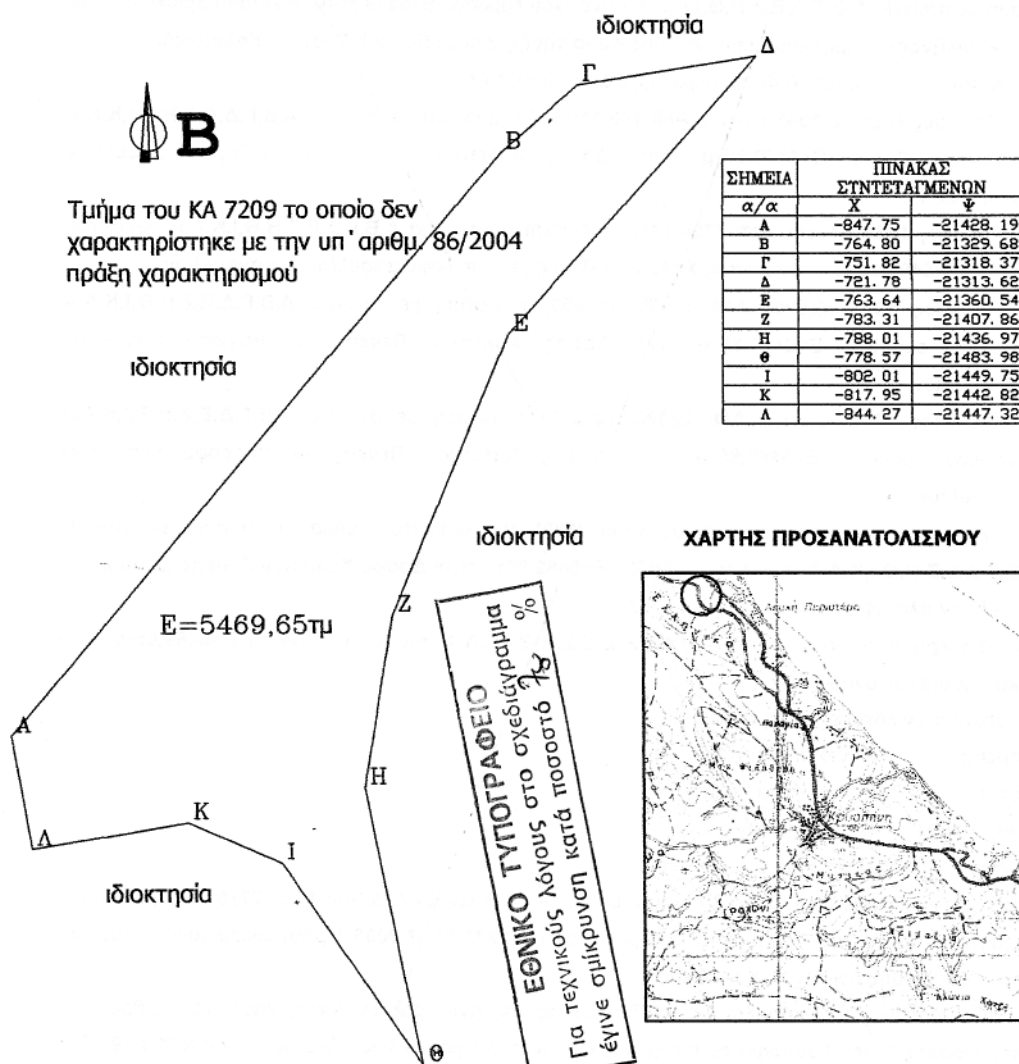 ιδιοκτησία
Δ
Γ
Β
Β
Τμήμα του ΚΑ 7209 το οποίο δεν
χαρακτηρίστηκε με την υπ΄αριθμ. 86/2004
πράξη χαρακτηρισμού
ΣΗΜΕΙΑ ΠΙΝΑΚΑΣ ΣΥΝΤΕΤΑΓΜΕΝΩΝ
α/α Χ Ψ
Α -847.75 -21428.19
Β -764.80 -21329.68
Γ -751.82 -21318.37
Δ -721.78 -21313.62
Ε -763.64 -21360.54
Ζ -783.31 -21407.86
Η -788.01 -21436.97
Θ -778.57 -21483.98
Ι -802.01 -21449.75
Κ -817.95 -21442.82
Λ -844.27 -21447.32
Ε
ιδιοκτησία
ιδιοκτησία
ΧΑΡΤΗΣ ΠΡΟΣΑΝΑΤΟΛΙΣΜΟΥ
Ζ
Ε=5469,65τμ
Α
Η
Κ
Λ
Ι
ιδιοκτησία
Θ
ΕΘΝΙΚΟ ΤΥΠΟΓΡΑΦΕΙΟ
Για τεχνικούς λόγους στο σχεδιάγραμμα
έγινε σμίκρυνση κατά ποσοστό 78 %